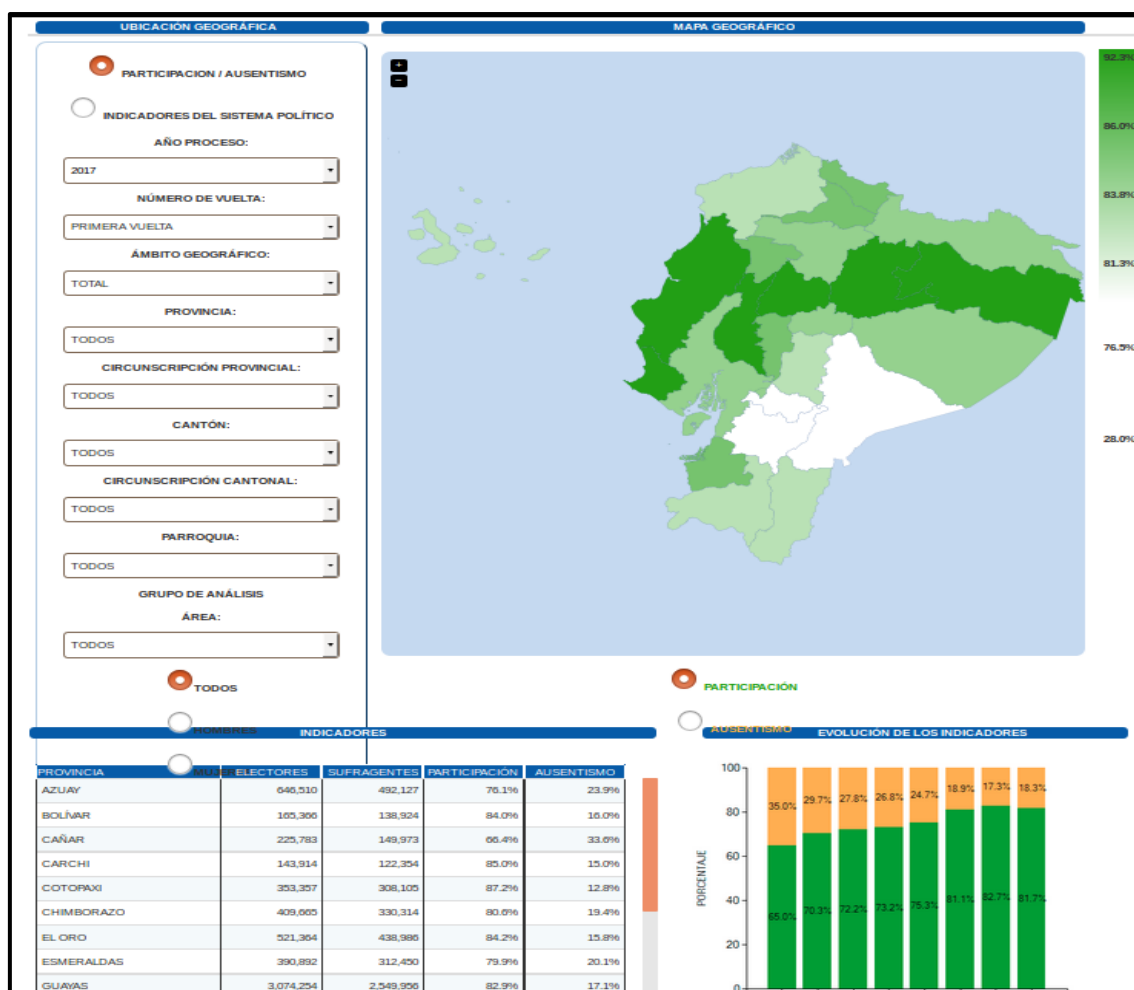 UBICACIÓN GEOGRÁFICA
PARTICIPACION / AUSENTISMO
INDICADORES DEL SISTEMA POLÍTICO
AÑO PROCESO:
2017
NÚMERO DE VUELTA:
PRIMERA VUELTA
ÁMBITO GEOGRÁFICO:
TOTAL
PROVINCIA:
TODOS
CIRCUNSCRIPCIÓN PROVINCIAL:
TODOS
CANTÓN:
TODOS
CIRCUNSCRIPCIÓN CANTONAL:
TODOS
PARROQUIA:
TODOS
GRUPO DE ANÁLISIS
ÁREA:
TODOS
TODOS
HOMBRES
MAPA GEOGRÁFICO
+
−
92.3%
86.0%
83.8%
81.3%
76.5%
28.0%
PARTICIPACIÓN
AUSENTISMO
INDICADORES
PROVINCIA ELECTORES SUFRAGENTES PARTICIPACIÓN AUSENTISMO
AZUAY 646,510 492,127 76.1% 23.9%
BOLÍVAR 165,366 138,924 84.0% 16.0%
CAÑAR 225,783 149,973 66.4% 33.6%
CARCHI 143,914 122,354 85.0% 15.0%
COTOPAXI 353,357 308,105 87.2% 12.8%
CHIMBORAZO 409,665 330,314 80.6% 19.4%
EL ORO 521,364 438,986 84.2% 15.8%
ESMERALDAS 390,892 312,450 79.9% 20.1%
GUAYAS 3,074,254 2,549,956 82.9% 17.1%
EVOLUCIÓN DE LOS INDICADORES
PORCENTAJE
100
80
60
40
20
0
35.0% 29.7% 27.8% 26.8% 24.7% 18.9% 17.3% 18.3%
65.0% 70.3% 72.2% 73.2% 75.3% 81.1% 82.7% 81.7%